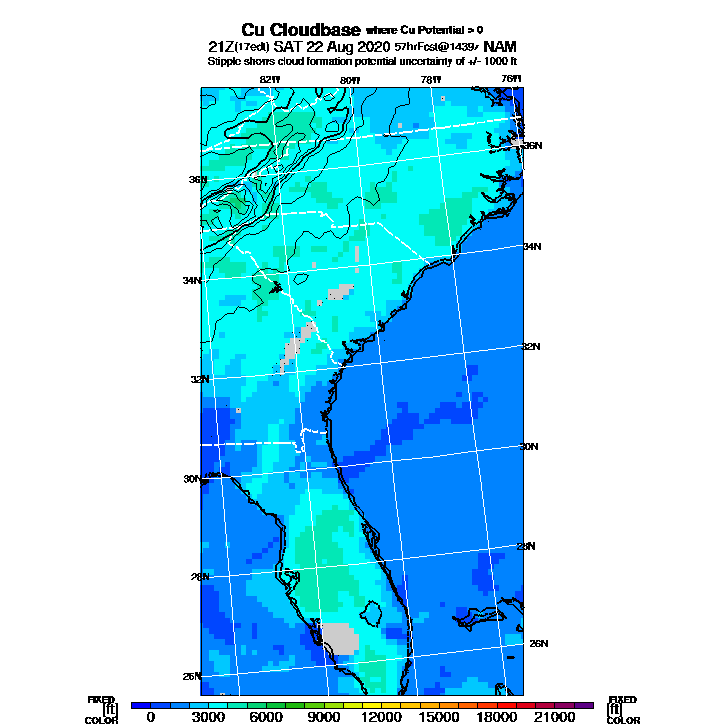 Cu Cloudbase where Cu Potential > 0
21Z(17edt) SAT 22 Aug 2020 57hrFcst@1439z NAM
Stipple shows cloud formation potential uncertainty of +/- 1000 ft
82W 80W 78W 76W
36N
36N
34N
34N
32N
32N
30N
30N
28N
28N
26N
26N
FIXED FIXED
[ft] [ft]
COLOR COLOR
0 3000 6000 9000 12000 15000 18000 21000